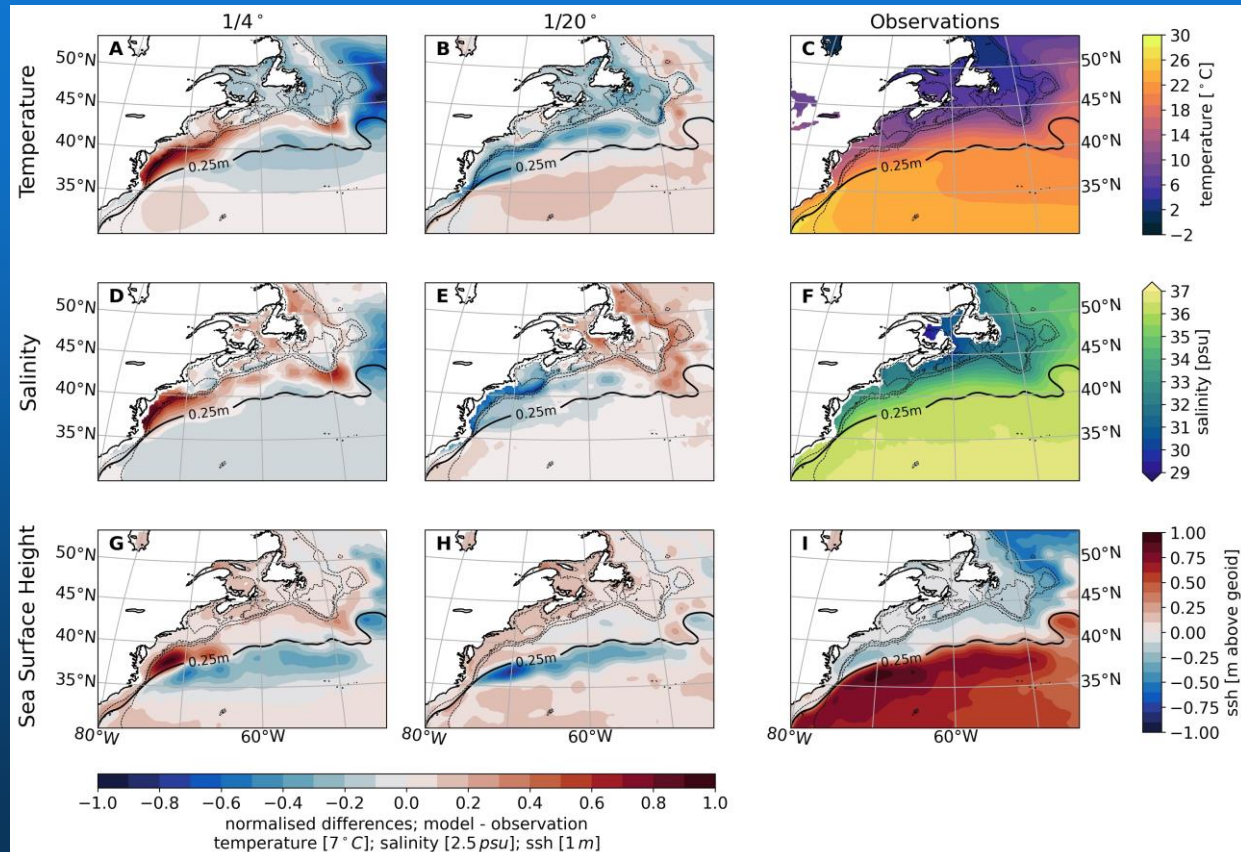 1/4° 1/20° Observations
Temperature
A B C
50°N 50°N
45°N 45°N
40°N 40°N
35°N 35°N
0.25m 0.25m 0.25m
30
26
22
18
14
10
6
2
−2
temperature [°C]
Salinity
D E F
50°N 50°N
45°N 45°N
40°N 40°N
35°N 35°N
0.25m 0.25m 0.25m
37
36
35
34
33
32
31
30
29
salinity [psu]
Sea Surface Height
G H I
50°N 50°N
45°N 45°N
40°N 40°N
35°N 35°N
0.25m 0.25m 0.25m
80°W 60°W 80°W 60°W 80°W 60°W
1.00
0.75
0.50
0.25
0.00
−0.25
−0.50
−0.75
−1.00
ssh [m above geoid]
−1.0 −0.8 −0.6 −0.4 −0.2 0.0 0.2 0.4 0.6 0.8 1.0
normalised differences; model - observation
temperature [7°C]; salinity [2.5 psu]; ssh [1 m]